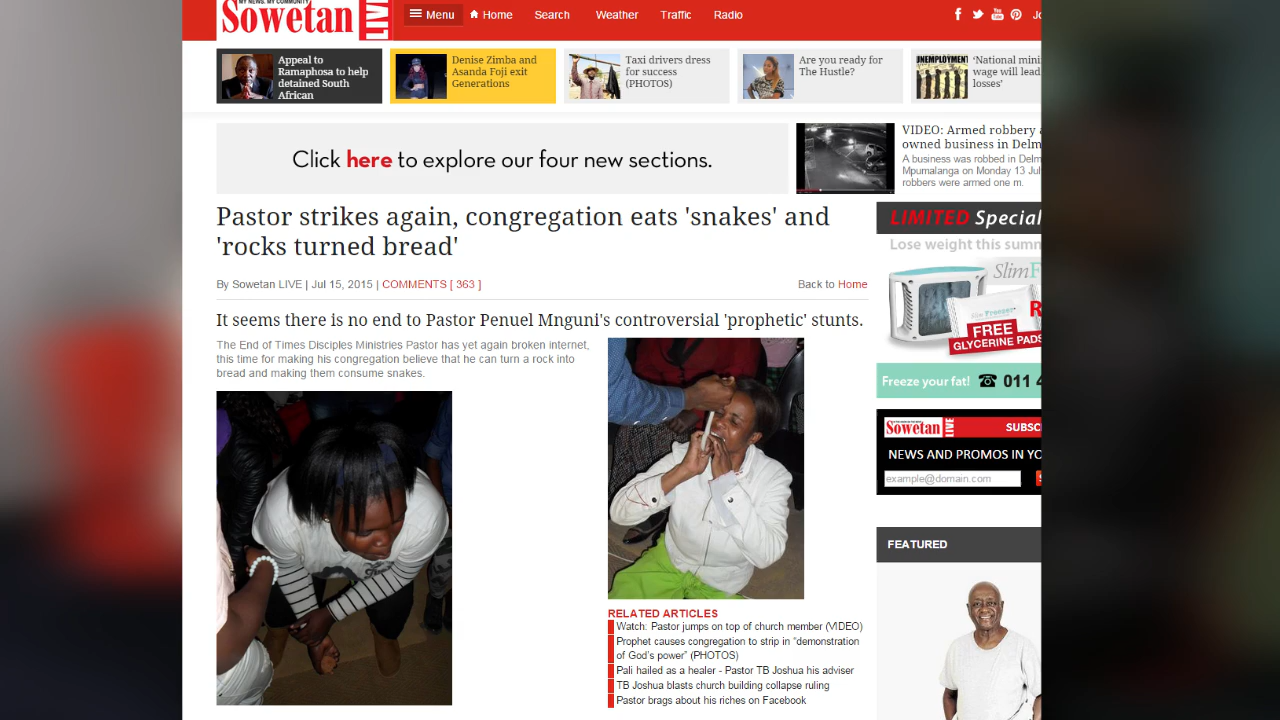 MY NEWS. MY COMMUNITY
Sowetan LIVE
Menu
Home
Search
Weather
Traffic
Radio
Appeal to
Ramaphosa to help
detained South
African
Denise Zimba and
Asanda Foji exit
Generations
Taxi drivers dress
for success
(PHOTOS)
Are you ready for
The Hustle?
UNEMPLOYMENT
'National mini
wage will lead
losses'
Click here to explore our four new sections.
VIDEO: Armed robbery
owned business in Delm
A business was robbed in Delm
Mpumalanga on Monday 13 Jul
robbers were armed one m.
Pastor strikes again, congregation eats 'snakes' and
'rocks turned bread'
By Sowetan LIVE | Jul 15, 2015 | COMMENTS [ 363 ]
Back to Home
It seems there is no end to Pastor Penuel Mnguni's controversial 'prophetic' stunts.
The End of Times Disciples Ministries Pastor has yet again broken internet,
this time for making his congregation believe that he can turn a rock into
bread and making them consume snakes.
RELATED ARTICLES
Watch: Pastor jumps on top of church member (VIDEO)
Prophet causes congregation to strip in "demonstration
of God's power" (PHOTOS)
Pali hailed as a healer - Pastor TB Joshua his adviser
TB Joshua blasts church building collapse ruling
Pastor brags about his riches on Facebook
LIMITED Special
Lose weight this summ
SlimF
Slim Freezer
R
FREE
GLYCERINE PADS
Freeze your fat! ☎ 011 4
Sowetan LIVE
SUBSC
NEWS AND PROMOS IN YO
example@domain.com
FEATURED